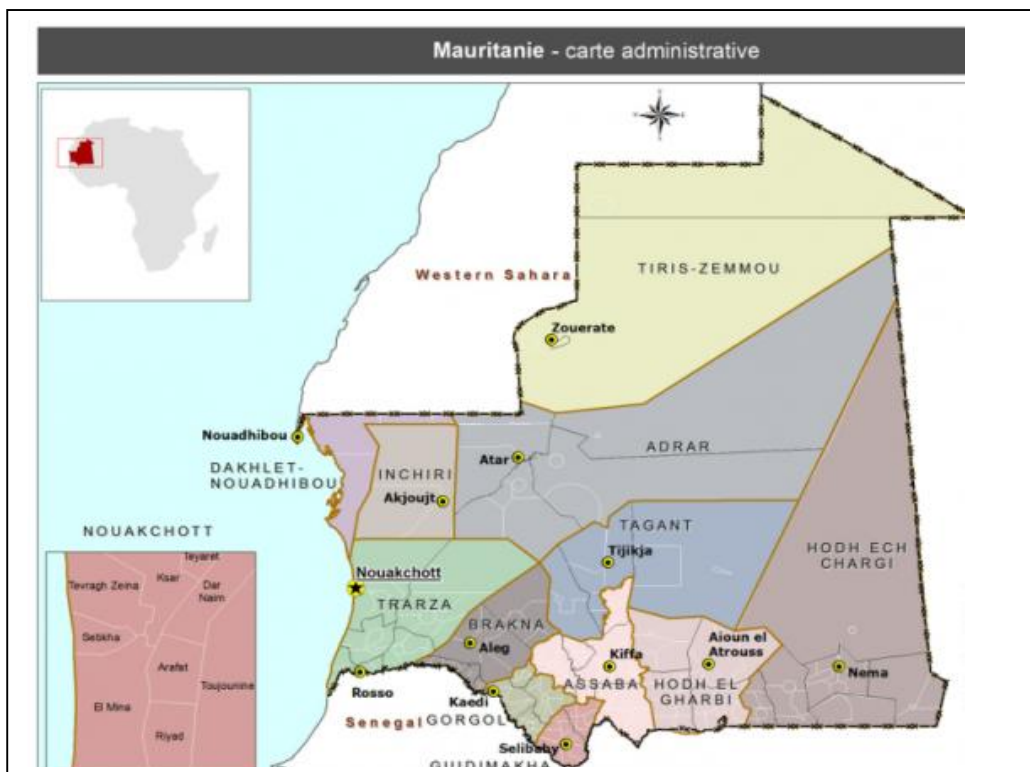 Mauritanie - carte administrative
Western Sahara
TIRIS-ZEMMOU
Zouerate
Nouadhibou
DAKHLET-
NOUADHIBOU
INCHIRI
Akjoujt
Atar
ADRAR
TAGANT
Tijikja
HODH ECH
CHARGI
NOUAKCHOTT
Teyaret
Tevragh Zeina
Ksar
Dar
Naim
Sebkha
Arafat
Toujounine
El Mina
Riyad
Nouakchott
TRARZA
BRAKNA
Aleg
Rosso
Kiffa
ASSABA
Aioun el
Atrouss
HODH EL
GHARBI
Nema
Kaedi
Senegal
GORGOL
Selibaby
GUIDIMAKHA